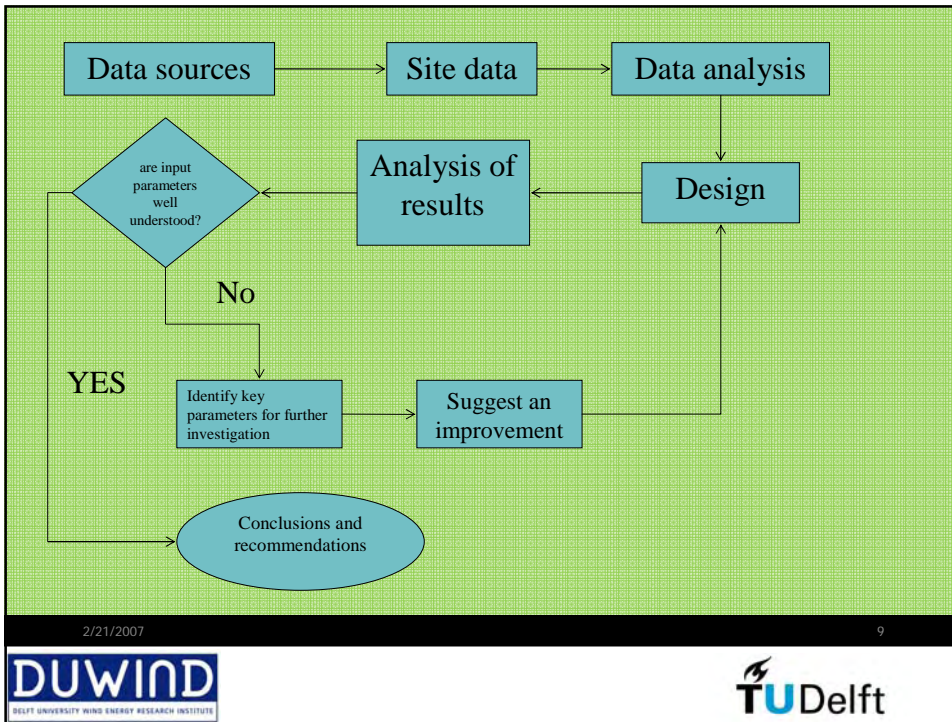 Data sources
Site data
Data analysis
are input
parameters
well
understood?
Analysis of
results
Design
No
YES
Identify key
parameters for further
investigation
Suggest an
improvement
Conclusions and
recommendations
2/21/2007
9
DUWIND
DELFT UNIVERSITY WIND ENERGY RESEARCH INSTITUTE
TUDelft